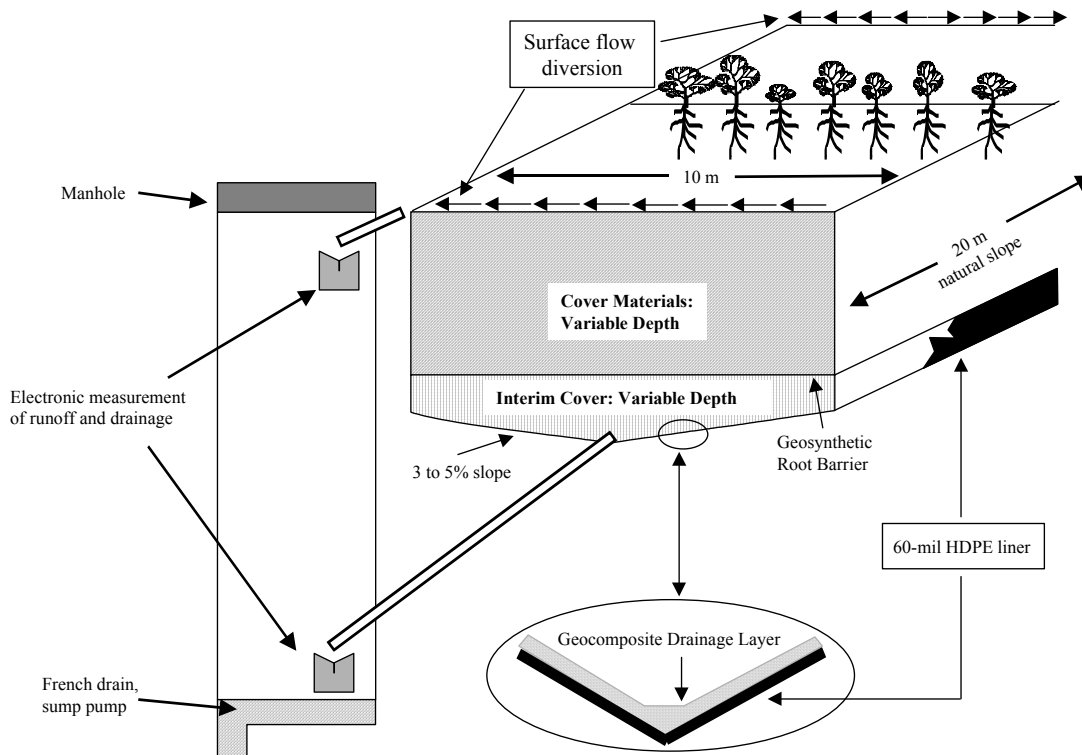 Surface flow
diversion
Manhole
10 m
20 m
natural slope
Cover Materials:
Variable Depth
Electronic measurement
of runoff and drainage
Interim Cover: Variable Depth
Geosynthetic
Root Barrier
3 to 5% slope
60-mil HDPE liner
Geocomposite Drainage Layer
French drain,
sump pump